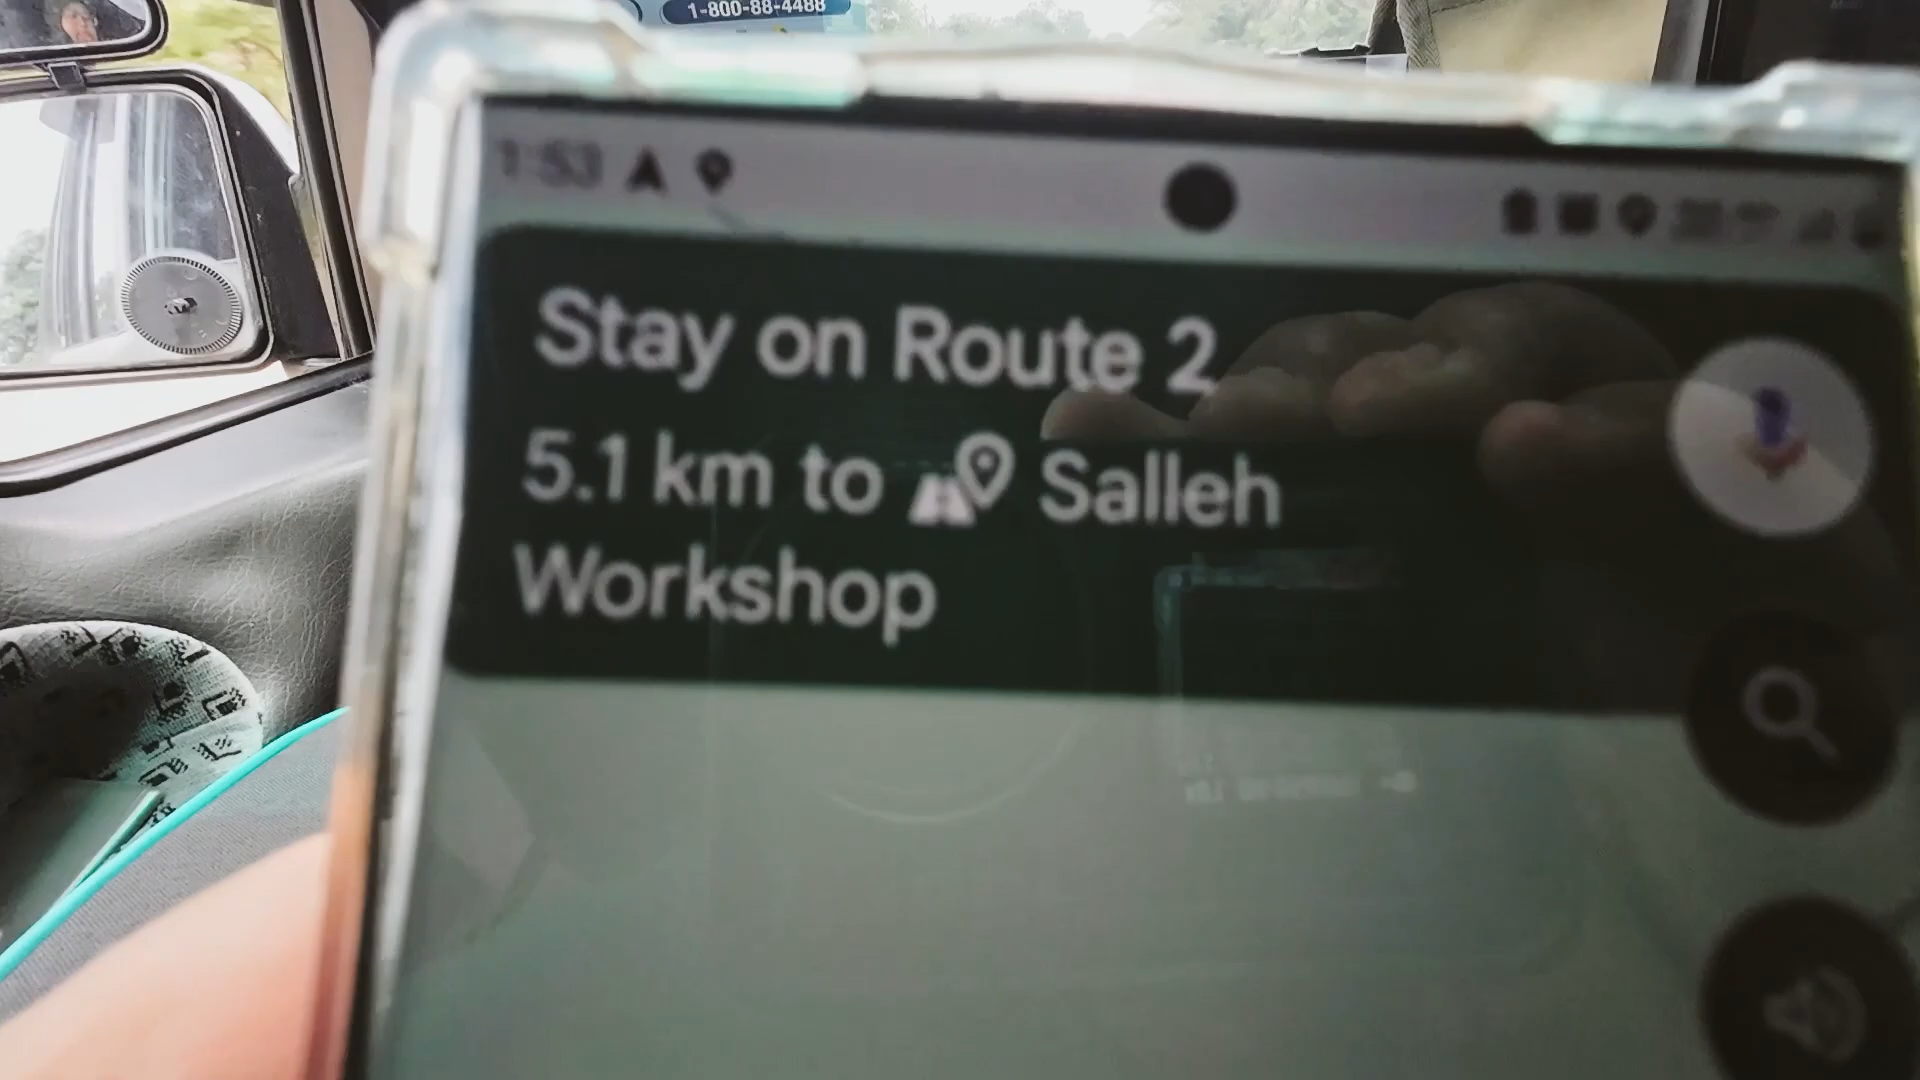 1-800-88-4488
1:53
Stay on Route 2
5.1 km to Salleh
Workshop